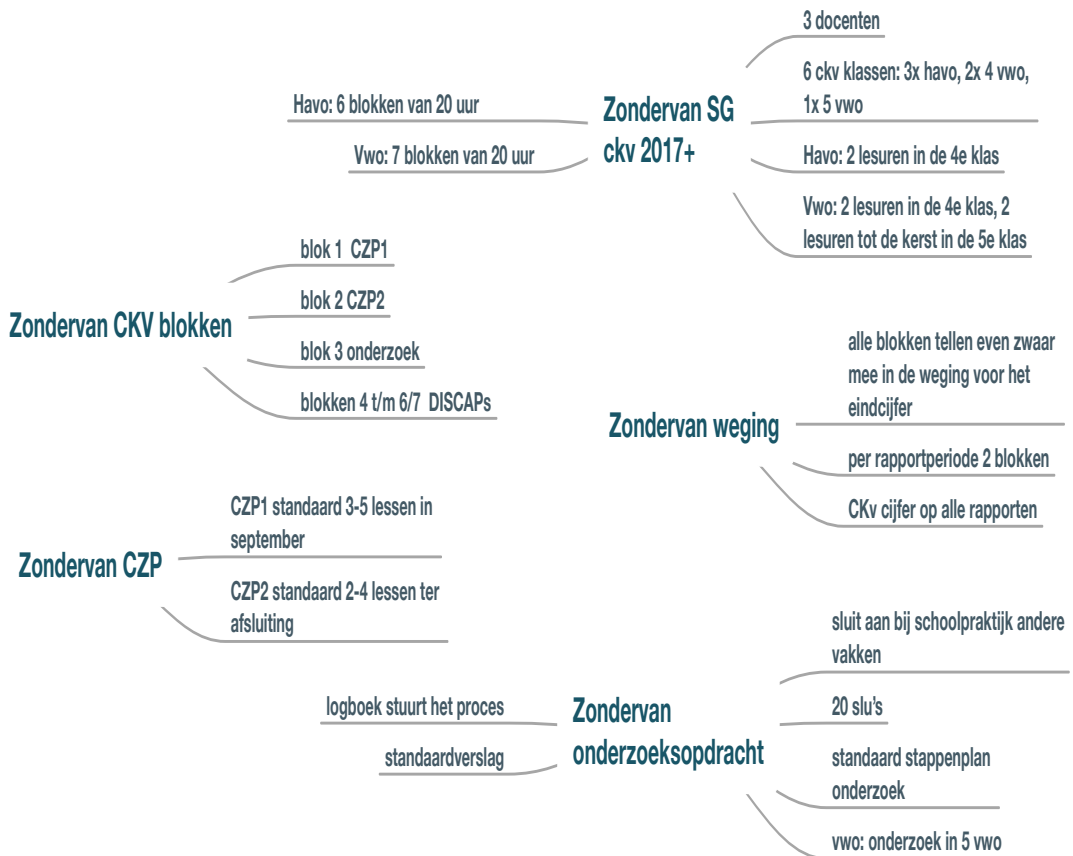 3 docenten
6 ckv klassen: 3x havo, 2x 4 vwo,
1x 5 vwo
Havo: 6 blokken van 20 uur
Zondervan SG
ckv 2017+
Vwo: 7 blokken van 20 uur
Havo: 2 lesuren in de 4e klas
Vwo: 2 lesuren in de 4e klas, 2
lesuren tot de kerst in de 5e klas
Zondervan CKV blokken
blok 1 CZP1
blok 2 CZP2
blok 3 onderzoek
blokken 4 t/m 6/7 DISCAPs
Zondervan weging
alle blokken tellen even zwaar
mee in de weging voor het
eindcijfer
per rapportperiode 2 blokken
CKv cijfer op alle rapporten
Zondervan CZP
CZP1 standaard 3-5 lessen in
september
CZP2 standaard 2-4 lessen ter
afsluiting
logboek stuurt het proces
standaardverslag
Zondervan
onderzoeksopdracht
sluit aan bij schoolpraktijk andere
vakken
20 slu's
standaard stappenplan
onderzoek
vwo: onderzoek in 5 vwo